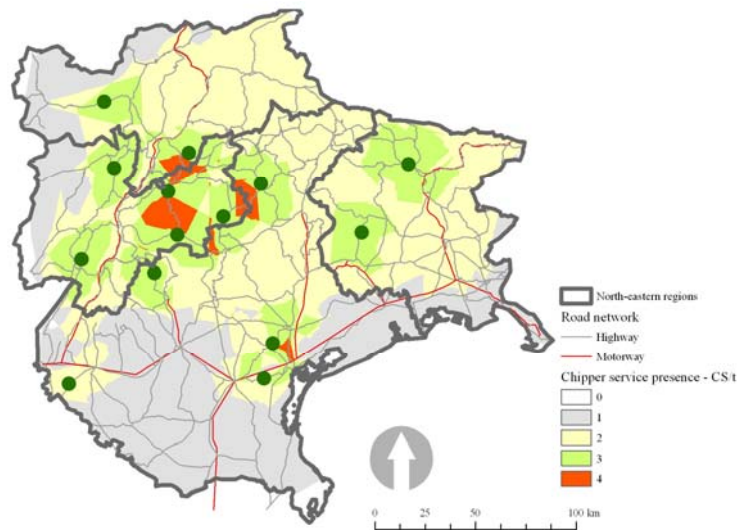 North-eastern regions
Road network
Highway
Motorway
Chipper service presence - CS/t
0
1
2
3
4
0 25 50 100 km